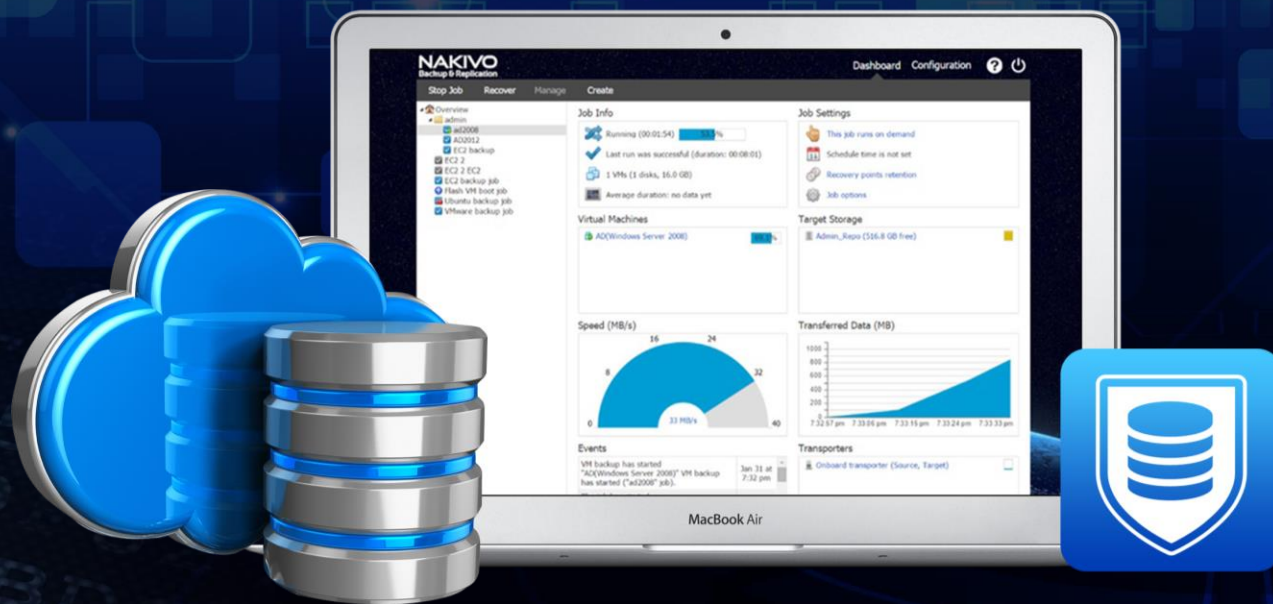 NAKIVO
Backup & Replication
Dashboard Configuration ?
Stop Job Recover Manage Create
Overview
admin
ad2008
AD2012
EC2 backup
EC2 2
EC2 2 EC2
EC2 backup job
Flash VM boot job
Ubuntu backup job
VMware backup job
Job Info
Running (00:01:54)
Last run was successful (duration: 00:08:01)
1 VMs (1 disks, 16.0 GB)
Average duration: no data yet
Job Settings
This job runs on demand
Schedule time is not set
Recovery points retention
Job options
Virtual Machines
AD(Windows Server 2008)
Target Storage
Admin_Repo (516.8 GB free)
Speed (MB/s)
0 8 16 24 32 40
33 MB/s
Transferred Data (MB)
1000
800
600
400
200
0
7:32:57 pm 7:33:06 pm 7:33:15 pm 7:33:24 pm 7:33:33 pm
Events
VM backup has started
"AD(Windows Server 2008)" VM backup
has started ("ad2008" job).
Jan 31 at
7:32 pm
Transporters
Onboard transporter (Source, Target)
MacBook Air